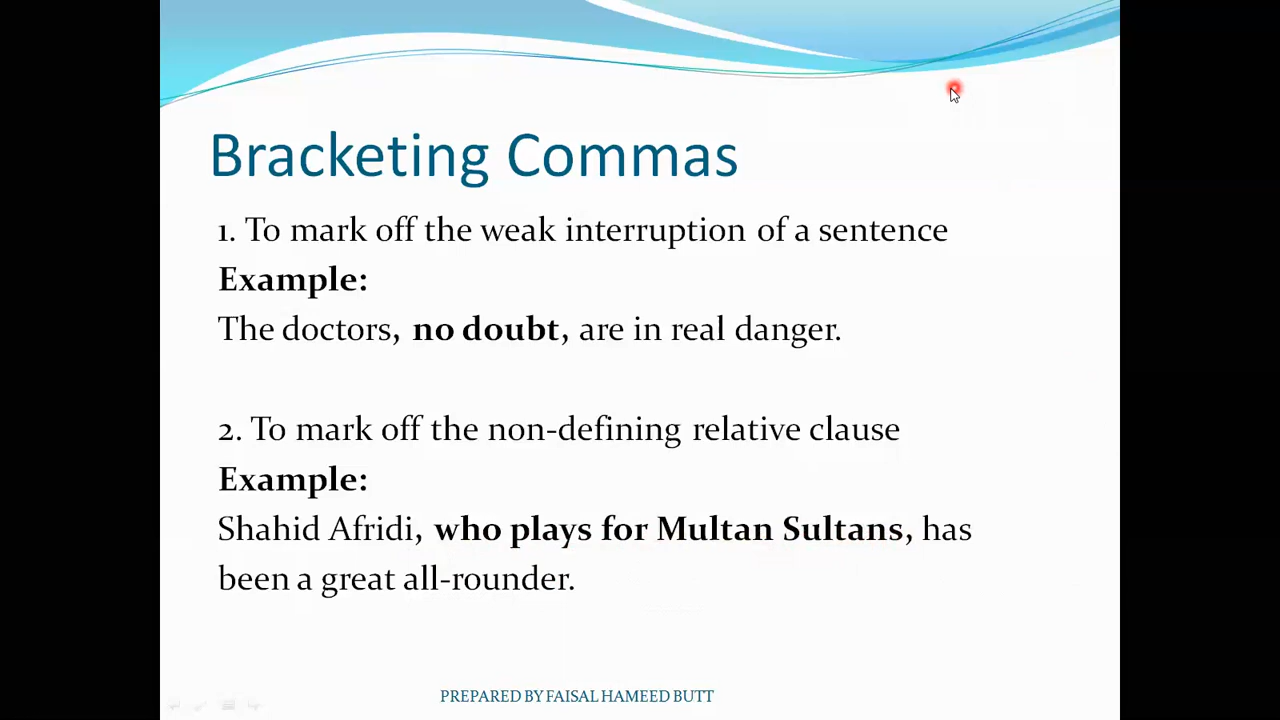 Bracketing Commas
1. To mark off the weak interruption of a sentence
Example:
The doctors, no doubt, are in real danger.
2. To mark off the non-defining relative clause
Example:
Shahid Afridi, who plays for Multan Sultans, has
been a great all-rounder.
PREPARED BY FAISAL HAMEED BUTT